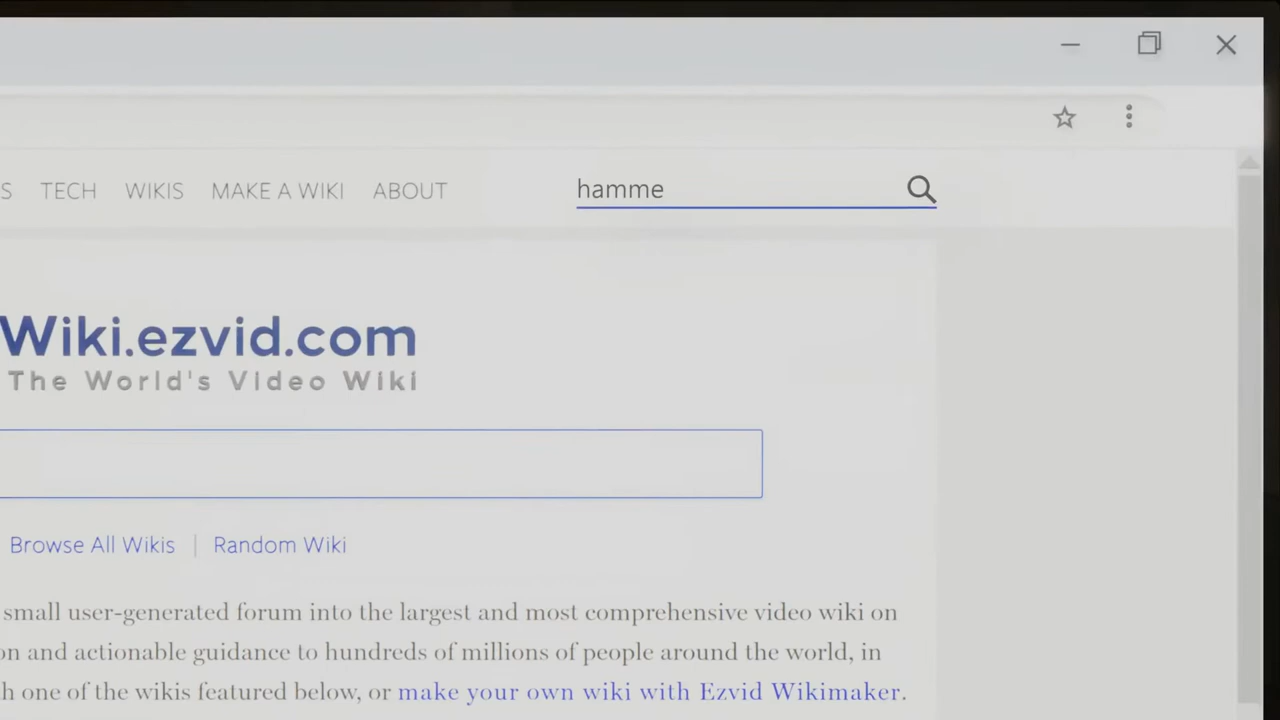 S TECH WIKIS MAKE A WIKI ABOUT hamme
Wiki.ezvid.com
The World's Video Wiki
Browse All Wikis | Random Wiki
small user-generated forum into the largest and most comprehensive video wiki on
on and actionable guidance to hundreds of millions of people around the world, in
h one of the wikis featured below, or make your own wiki with Ezvid Wikimaker.